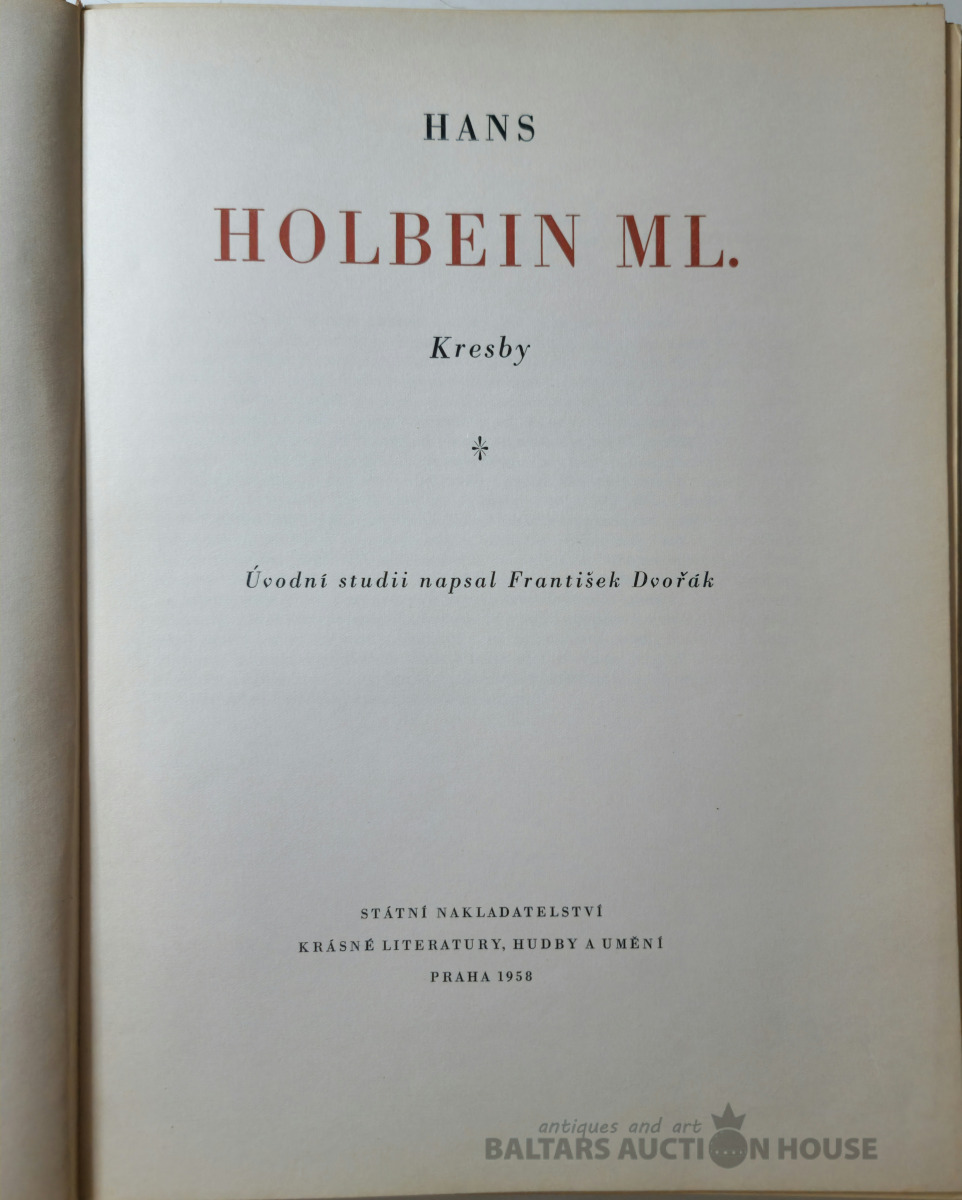 HANS
HOLBEIN ML.
Kresby
*
Úvodní studii napsal František Dvořák
STÁTNÍ NAKLADATELSTVÍ
KRÁSNÉ LITERATURY, HUDBY A UMĚNÍ
PRAHA 1958
antiques and art
BALTARS AUCTION HOUSE